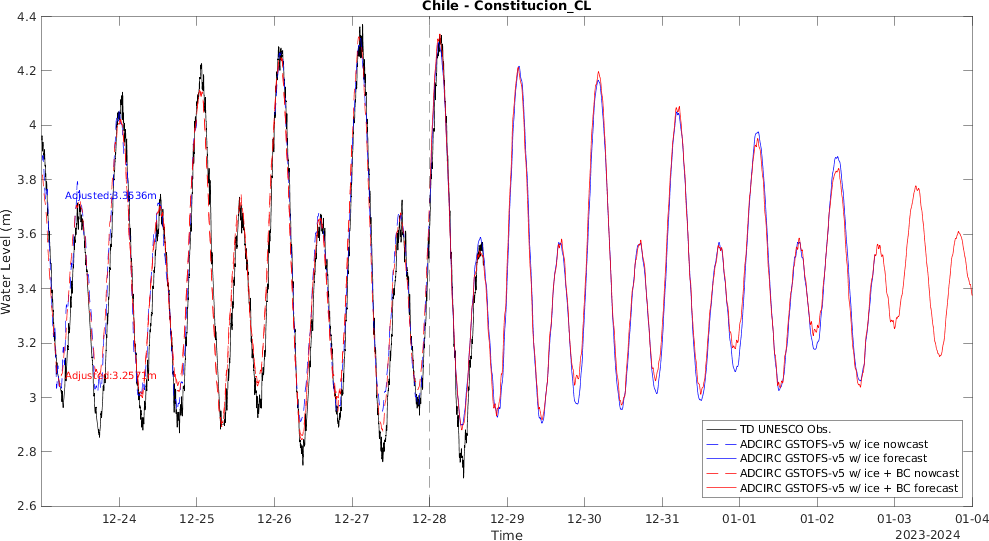 Chile - Constitucion_CL
4.4
4.2
4
3.8
3.6
3.4
3.2
3
2.8
2.6
Water Level (m)
Adjusted:3.3636m
Adjusted:3.2571m
TD UNESCO Obs.
ADCIRC GSTOFS-v5 w/ ice nowcast
ADCIRC GSTOFS-v5 w/ ice forecast
ADCIRC GSTOFS-v5 w/ ice + BC nowcast
ADCIRC GSTOFS-v5 w/ ice + BC forecast
12-24 12-25 12-26 12-27 12-28 12-29 12-30 12-31 01-01 01-02 01-03 01-04
Time
2023-2024